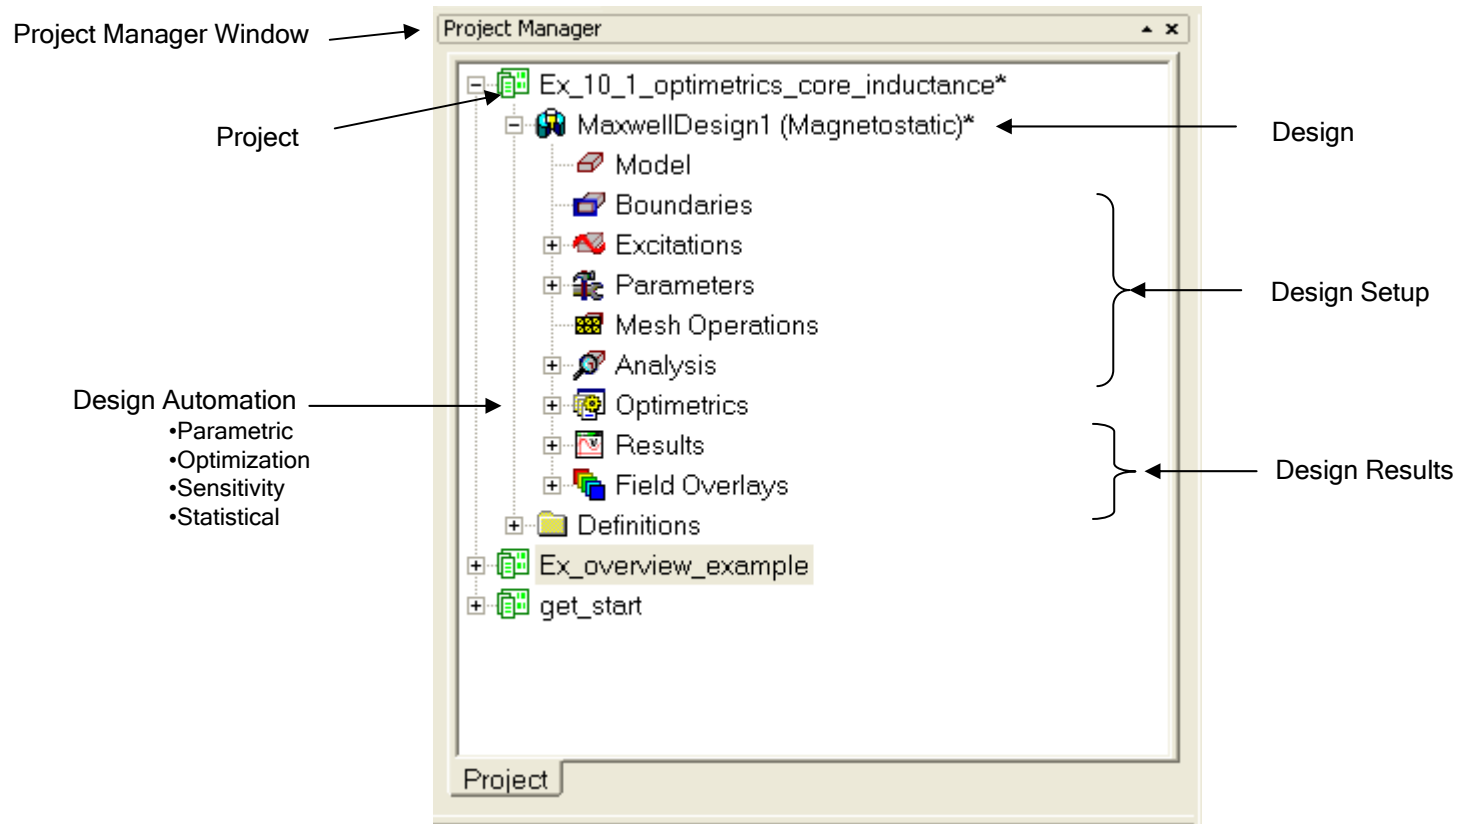 Project Manager Window
Project Manager
Ex_10_1_optimetrics_core_inductance*
Project
MaxwellDesign1 (Magnetostatic)*
Design
Model
Boundaries
Excitations
Parameters
Design Setup
Mesh Operations
Analysis
Design Automation
•Parametric
•Optimization
•Sensitivity
•Statistical
Optimetrics
Results
Field Overlays
Design Results
Definitions
Ex_overview_example
get_start
Project